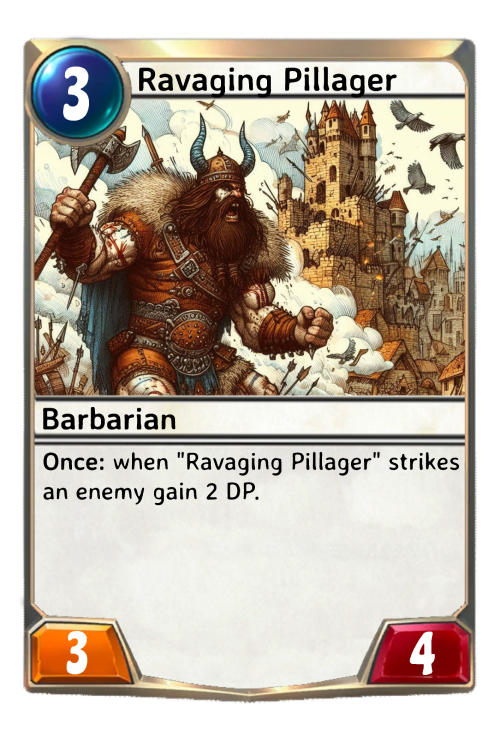 3
Ravaging Pillager
Barbarian
Once: when "Ravaging Pillager" strikes
an enemy gain 2 DP.
3
4